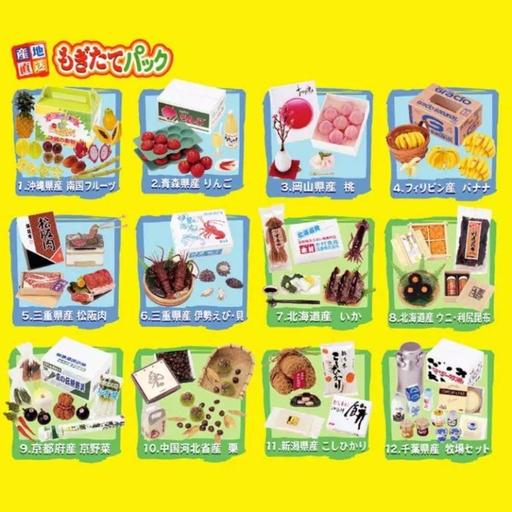 産地直送 もぎたてパック
1.沖縄県産 南国フルーツ
2.青森県産 りんご
3.岡山県産 桃
4.フィリピン産 バナナ
5.三重県産 松阪肉
6.三重県産 伊勢えび・貝
7.北海道産 いか
8.北海道産 ウニ・利尻昆布
9.京都府産 京野菜
10.中国河北省産 栗
11.新潟県産 こしひかり
12.千葉県産 牧場セット